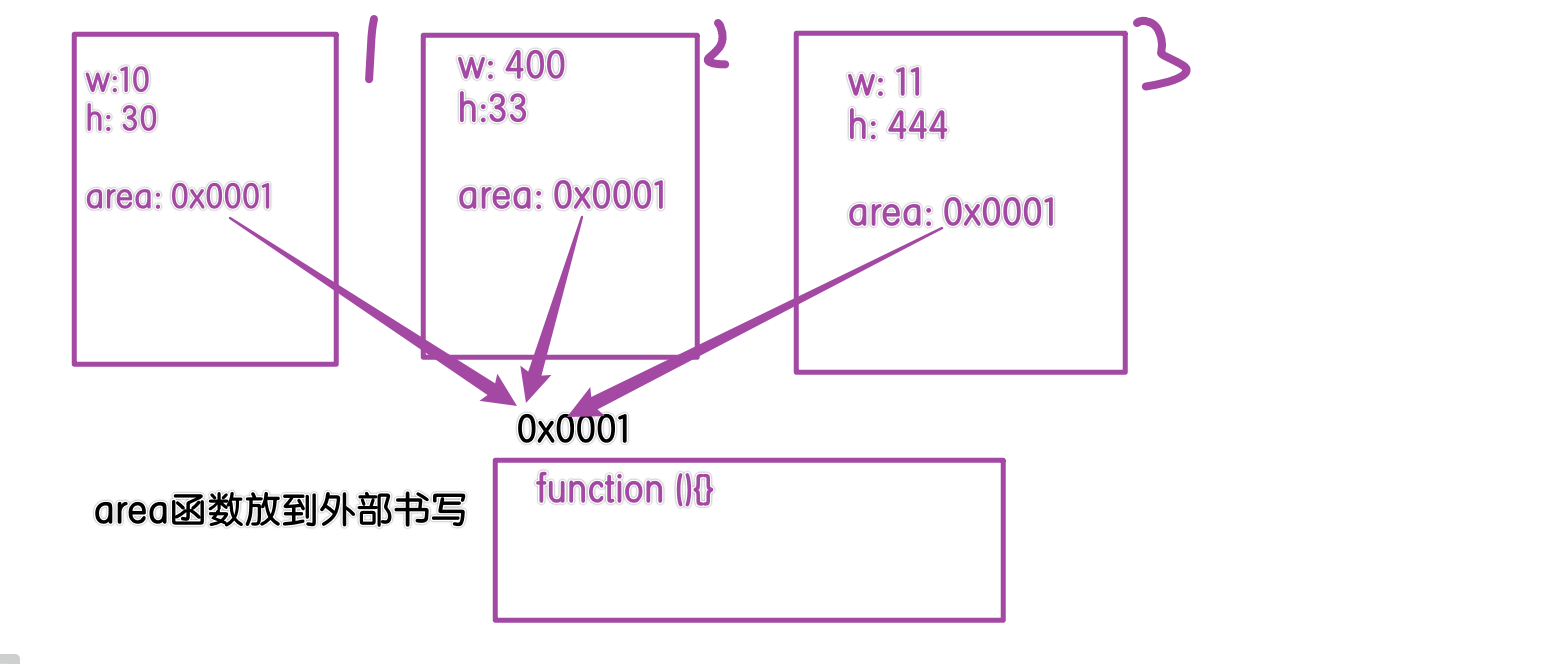 1
w:10
h: 30
area: 0x0001
2
w: 400
h:33
area: 0x0001
3
w: 11
h: 444
area: 0x0001
0x0001
function (){}
area函数放到外部书写